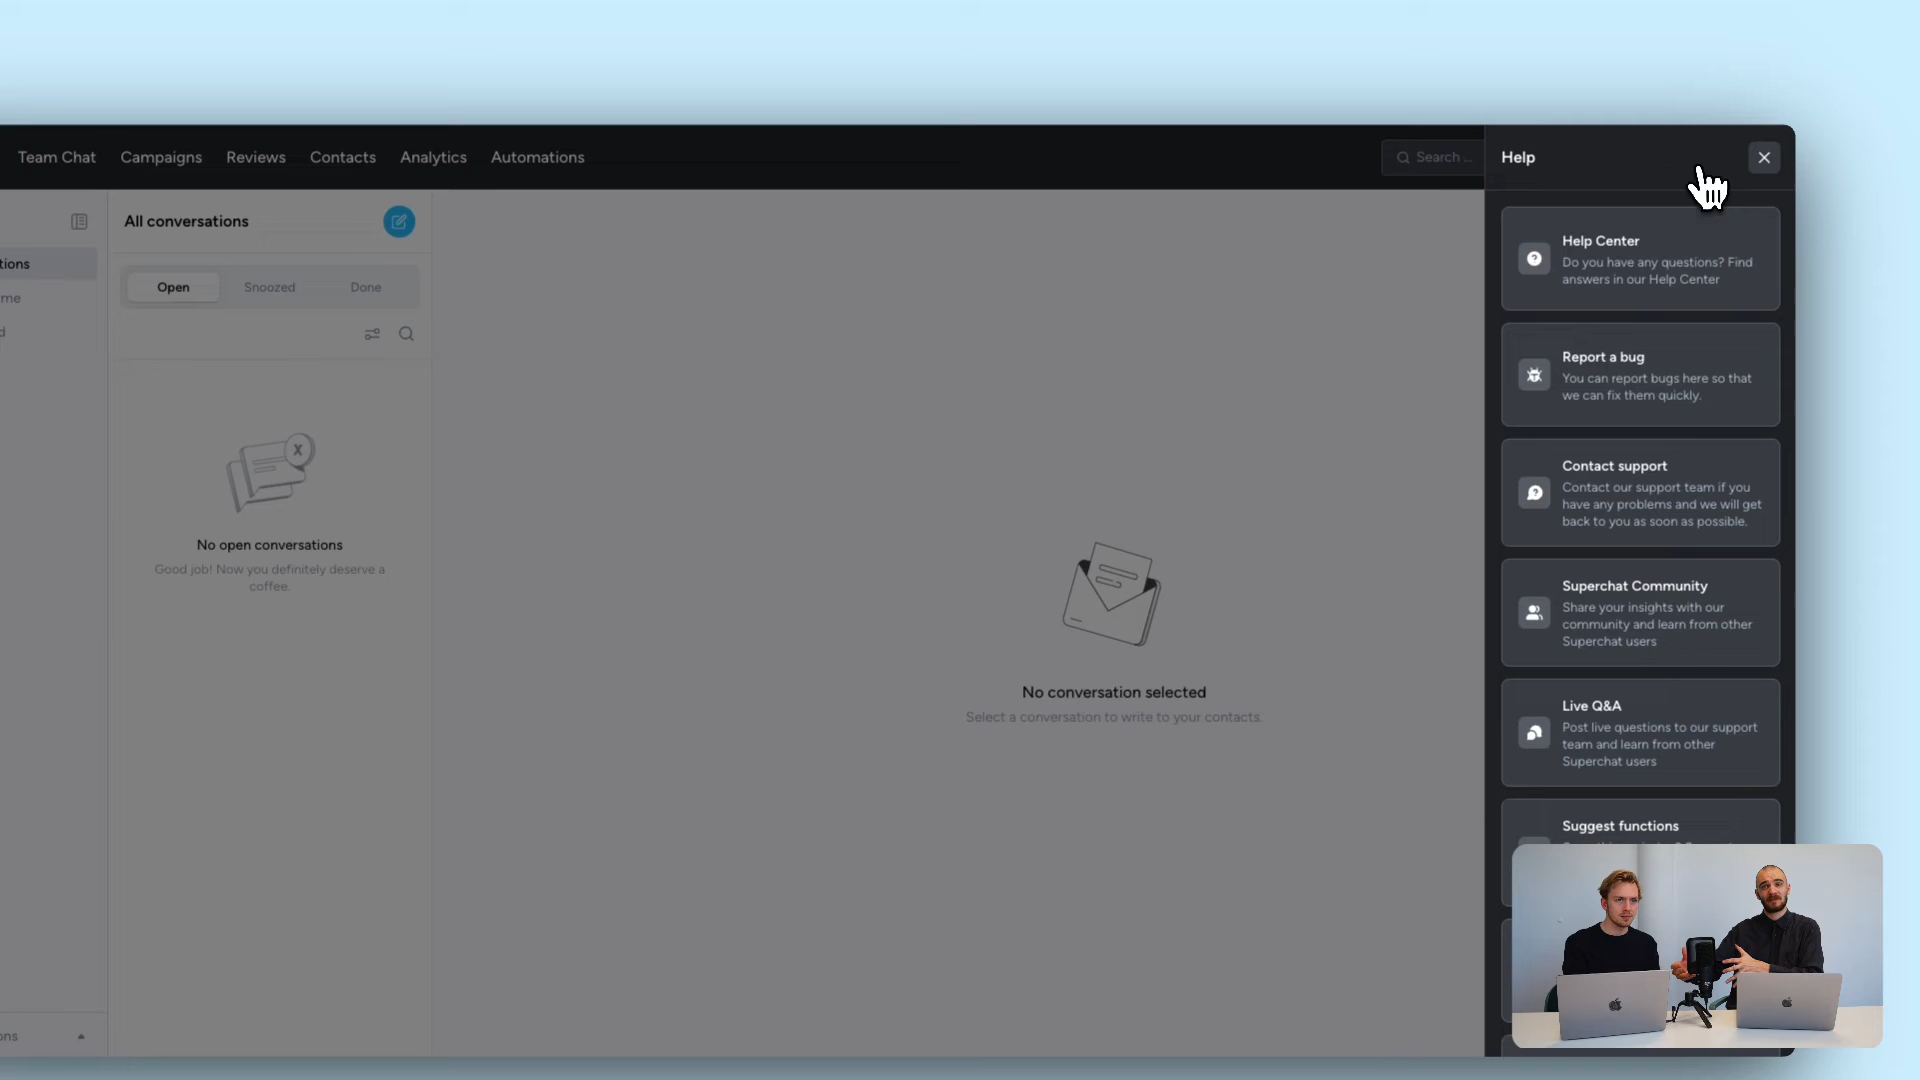 Team Chat Campaigns Reviews Contacts Analytics Automations
Search ...
Help
All conversations
tions
me
d
Open Snoozed Done
No open conversations
Good job! Now you definitely deserve a
coffee.
No conversation selected
Select a conversation to write to your contacts.
Help Center
Do you have any questions? Find
answers in our Help Center
Report a bug
You can report bugs here so that
we can fix them quickly.
Contact support
Contact our support team if you
have any problems and we will get
back to you as soon as possible.
Superchat Community
Share your insights with our
community and learn from other
Superchat users
Live Q&A
Post live questions to our support
team and learn from other
Superchat users
Suggest functions
ons